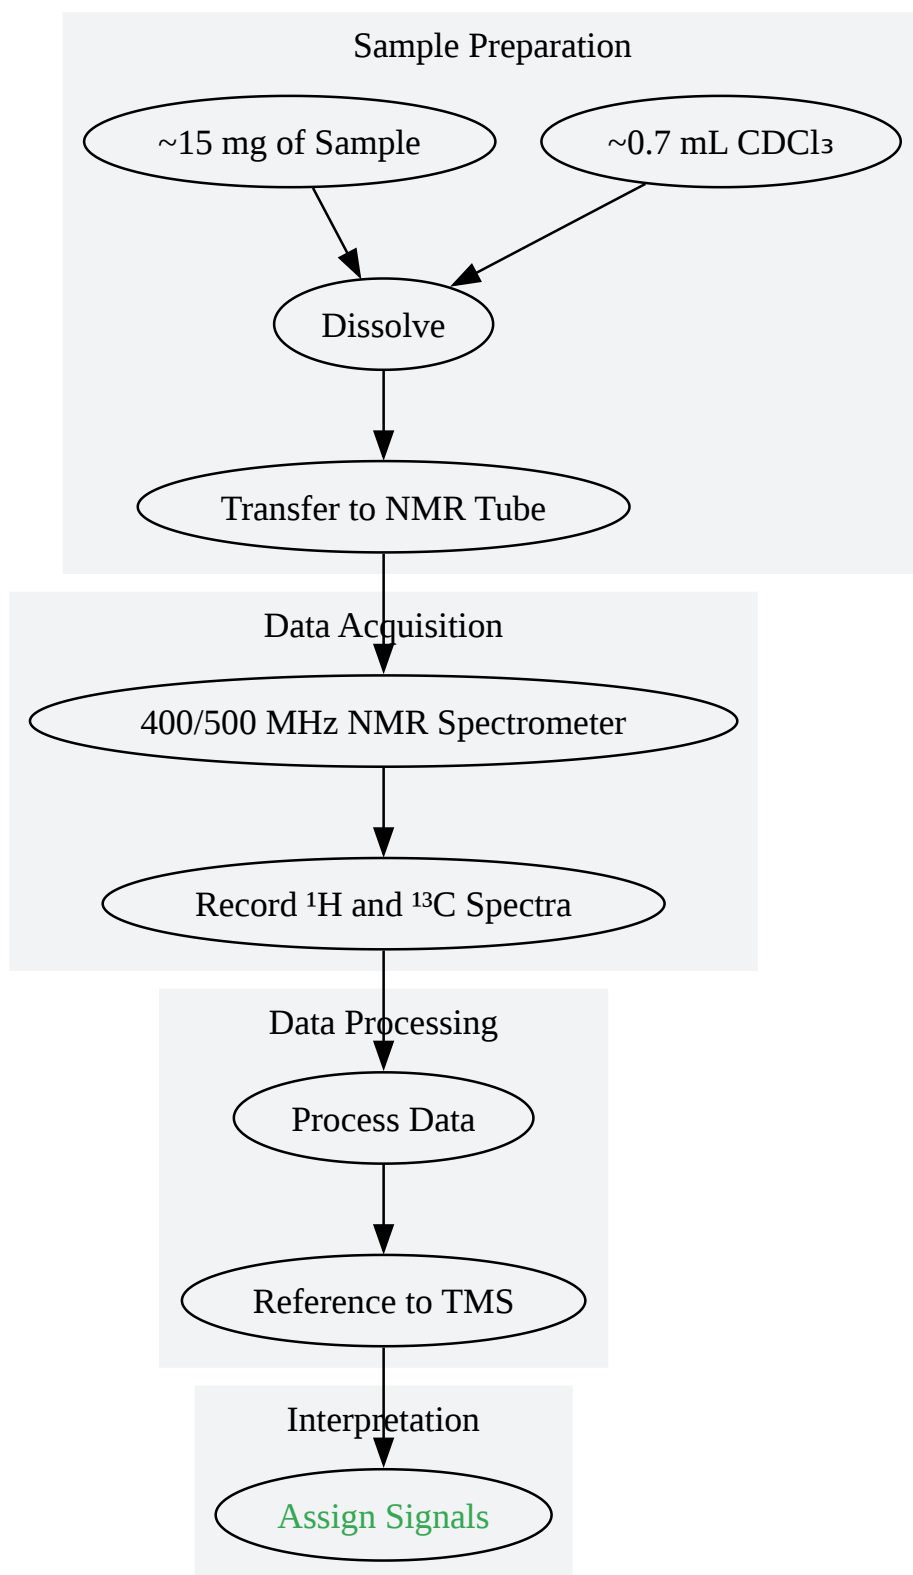 Sample Preparation
~15 mg of Sample
~0.7 mL CDCl₃
Dissolve
Transfer to NMR Tube
Data Acquisition
400/500 MHz NMR Spectrometer
Record ¹H and ¹³C Spectra
Data Processing
Process Data
Reference to TMS
Interpretation
Assign Signals